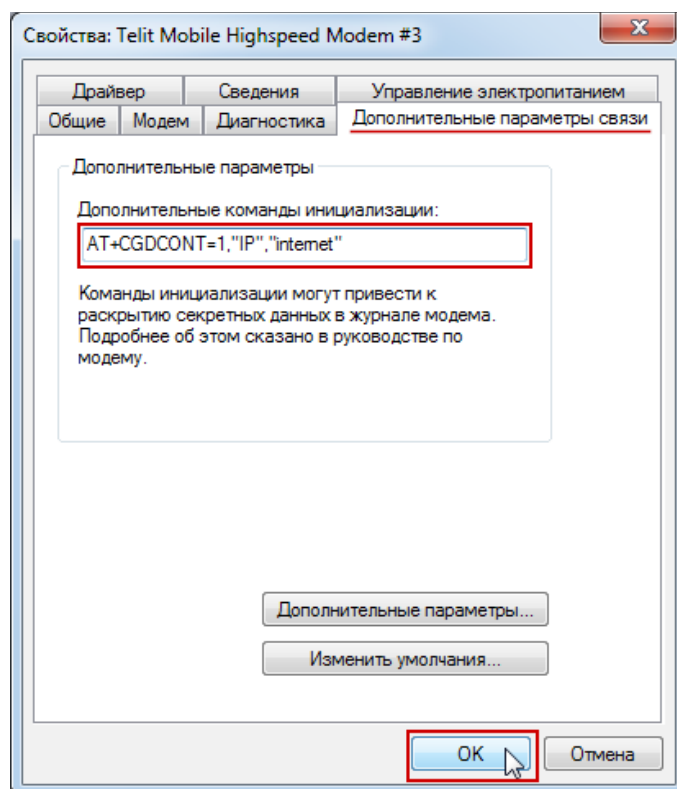 Свойства: Telit Mobile Highspeed Modem #3
x
Драйвер Сведения Управление электропитанием
Общие Модем Диагностика Дополнительные параметры связи
Дополнительные параметры
Дополнительные команды инициализации:
AT+CGDCONT=1,"IP","internet"
Команды инициализации могут привести к
раскрытию секретных данных в журнале модема.
Подробнее об этом сказано в руководстве по
модему.
Дополнительные параметры...
Изменить умолчания...
OK Отмена